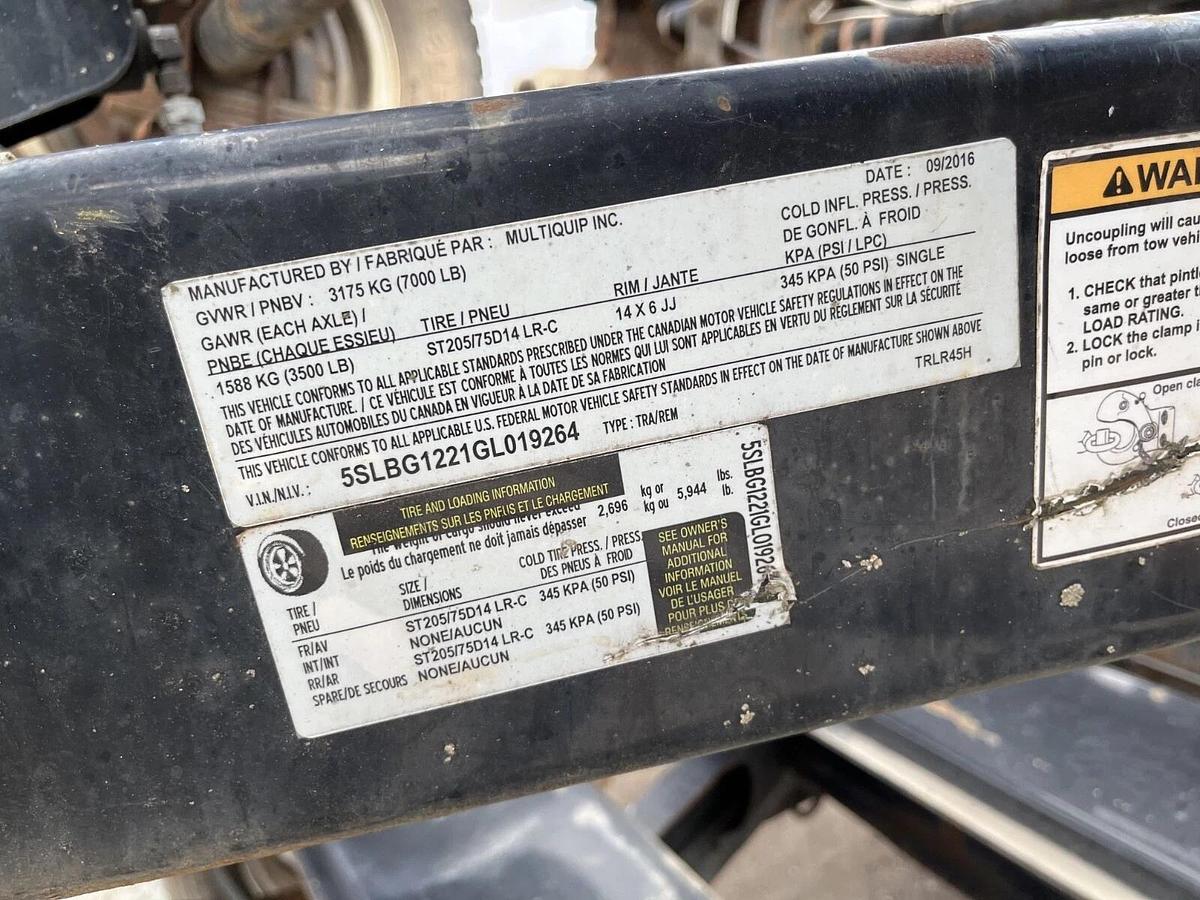 MANUFACTURED BY / FABRIQUÉ PAR : MULTIQUIP INC.
DATE : 09/2016
GVWR / PNBV : 3175 KG (7000 LB)
COLD INFL. PRESS. / PRESS.
DE GONFL. À FROID
KPA (PSI / LPC)
GAWR (EACH AXLE) /
PNBE (CHAQUE ESSIEU)
TIRE / PNEU
RIM / JANTE
1588 KG (3500 LB)
ST205/75D14 LR-C
14 X 6 JJ
345 KPA (50 PSI) SINGLE
THIS VEHICLE CONFORMS TO ALL APPLICABLE STANDARDS PRESCRIBED UNDER THE CANADIAN MOTOR VEHICLE SAFETY REGULATIONS IN EFFECT ON THE
DATE OF MANUFACTURE. / CE VÉHICULE EST CONFORME À TOUTES LES NORMES QUI LUI SONT APPLICABLES EN VERTU DU RÈGLEMENT SUR LA SÉCURITÉ
DES VÉHICULES AUTOMOBILES DU CANADA EN VIGUEUR À LA DATE DE SA FABRICATION
THIS VEHICLE CONFORMS TO ALL APPLICABLE U.S. FEDERAL MOTOR VEHICLE SAFETY STANDARDS IN EFFECT ON THE DATE OF MANUFACTURE SHOWN ABOVE
V.I.N./N.I.V. : 5SLBG1221GL019264 TYPE : TRA/REM
TRLR45H
TIRE AND LOADING INFORMATION
RENSEIGNEMENTS SUR LES PNEUS ET LE CHARGEMENT
The weight of cargo should never exceed
Le poids du chargement ne doit jamais dépasser 2,696
kg or
kg ou
5,944
lbs.
lb.
TIRE /
PNEU
SIZE /
DIMENSIONS
COLD TIRE PRESS. / PRESS.
DES PNEUS À FROID
FR/AV ST205/75D14 LR-C 345 KPA (50 PSI)
INT/INT NONE/AUCUN
RR/AR ST205/75D14 LR-C 345 KPA (50 PSI)
SPARE/DE SECOURS NONE/AUCUN
SEE OWNER'S
MANUAL FOR
ADDITIONAL
INFORMATION
VOIR LE MANUEL
DE L'USAGER
POUR PLUS
RENSEIGNEMENTS
5SLBG1221GL01926
WAR
Uncoupling will cau
loose from tow vehi
1. CHECK that pintl
same or greater t
LOAD RATING.
2. LOCK the clamp i
pin or lock.
Open cla
Close